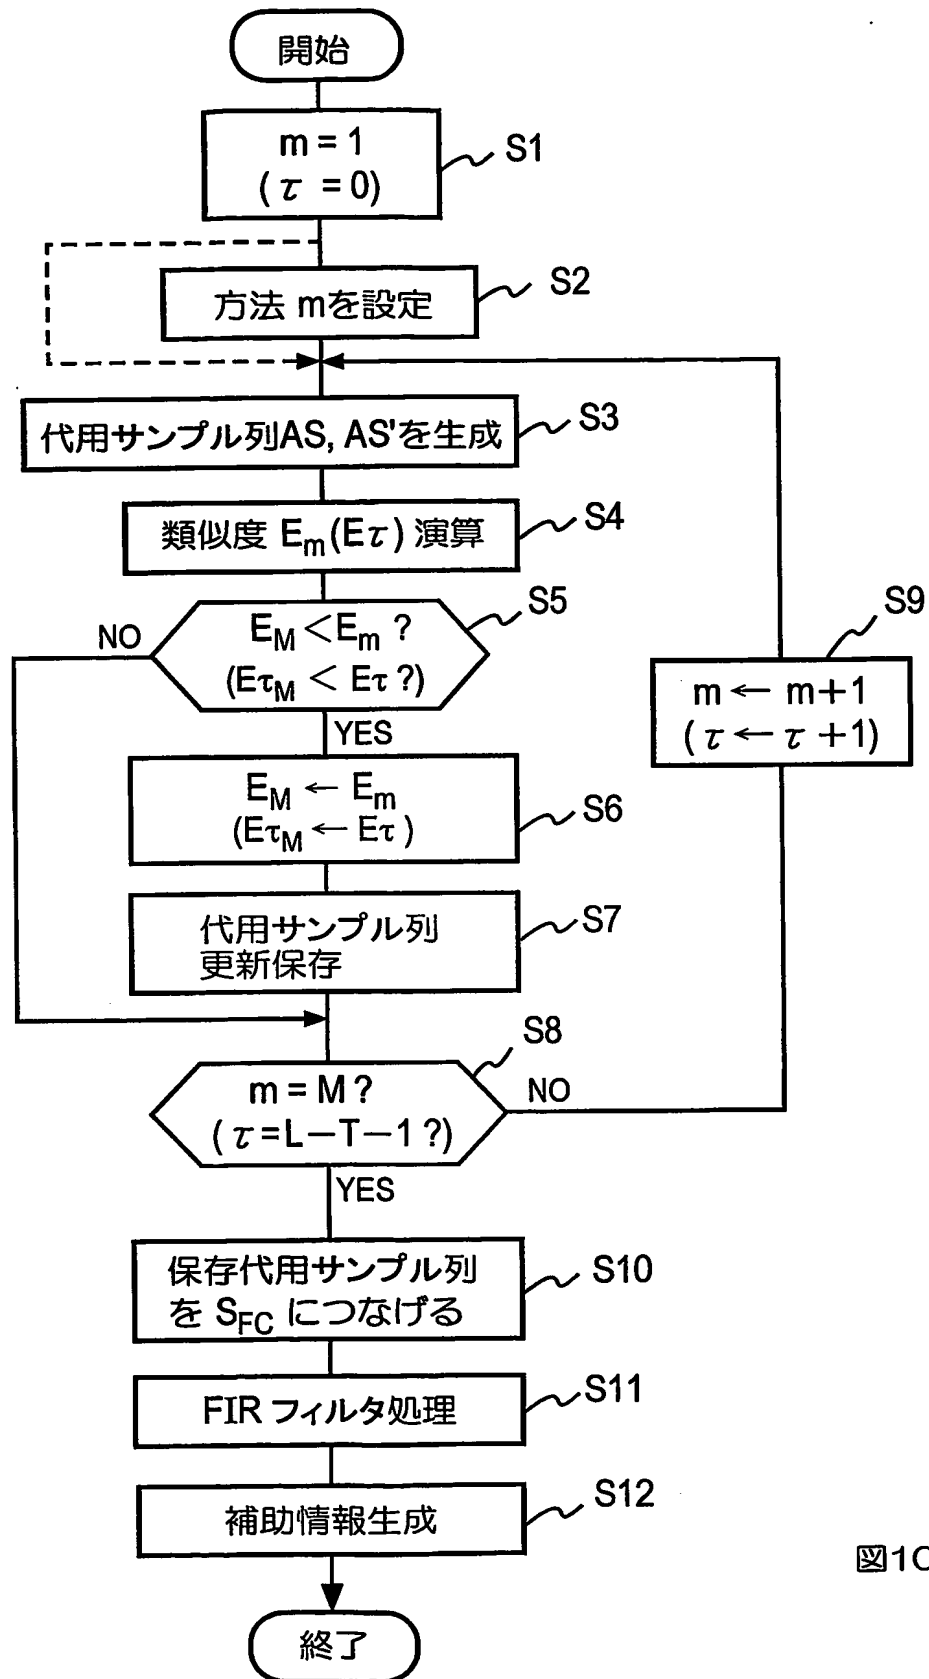 開始
m = 1
( τ = 0)
S1
方法 mを設定
S2
代用サンプル列AS, AS'を生成
S3
類似度 Em(Eτ) 演算
S4
EM < Em ?
(EτM < Eτ ?)
S5
NO
YES
EM ← Em
(EτM ← Eτ )
S6
代用サンプル列
更新保存
S7
m = M ?
( τ = L − T − 1 ?)
S8
NO
YES
m ← m+1
( τ ← τ +1)
S9
保存代用サンプル列
を SFC につなげる
S10
FIR フィルタ処理
S11
補助情報生成
S12
終了